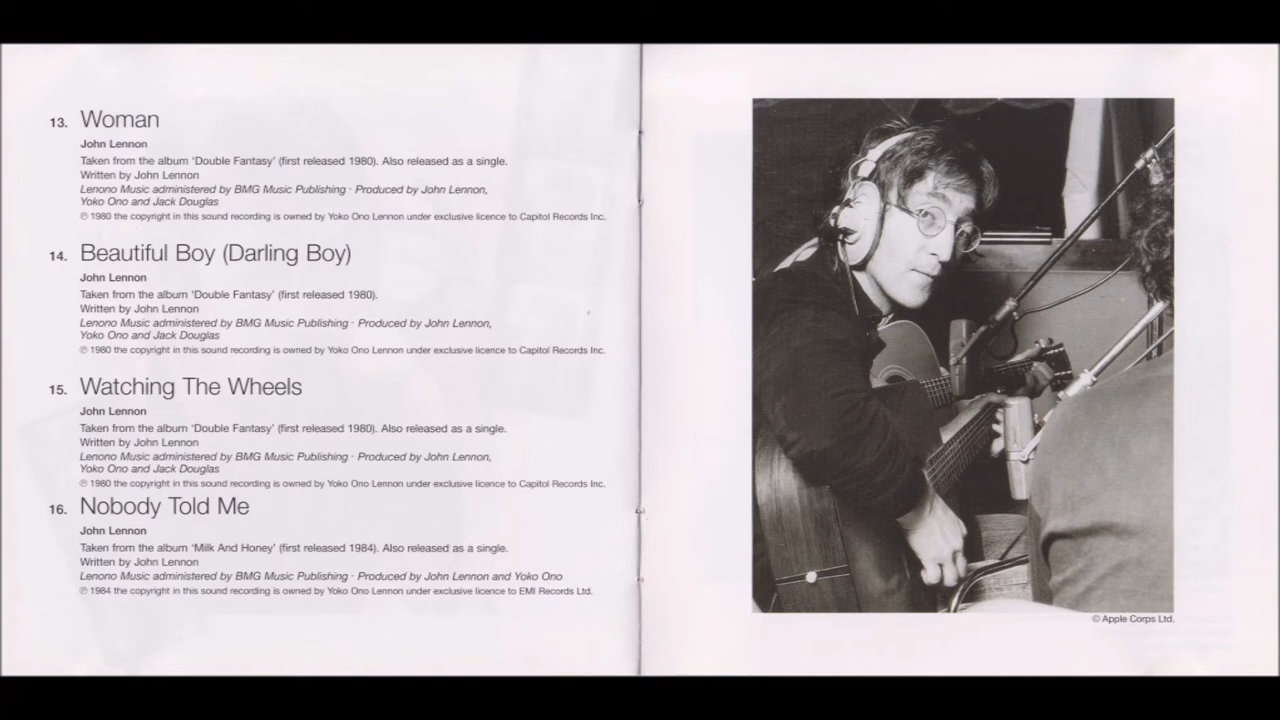 13. Woman
John Lennon
Taken from the album ‘Double Fantasy’ (first released 1980). Also released as a single.
Written by John Lennon
Lenono Music administered by BMG Music Publishing · Produced by John Lennon,
Yoko Ono and Jack Douglas
℗ 1980 the copyright in this sound recording is owned by Yoko Ono Lennon under exclusive licence to Capitol Records Inc.
14. Beautiful Boy (Darling Boy)
John Lennon
Taken from the album ‘Double Fantasy’ (first released 1980).
Written by John Lennon
Lenono Music administered by BMG Music Publishing · Produced by John Lennon,
Yoko Ono and Jack Douglas
℗ 1980 the copyright in this sound recording is owned by Yoko Ono Lennon under exclusive licence to Capitol Records Inc.
15. Watching The Wheels
John Lennon
Taken from the album ‘Double Fantasy’ (first released 1980). Also released as a single.
Written by John Lennon
Lenono Music administered by BMG Music Publishing · Produced by John Lennon,
Yoko Ono and Jack Douglas
℗ 1980 the copyright in this sound recording is owned by Yoko Ono Lennon under exclusive licence to Capitol Records Inc.
16. Nobody Told Me
John Lennon
Taken from the album ‘Milk And Honey’ (first released 1984). Also released as a single.
Written by John Lennon
Lenono Music administered by BMG Music Publishing · Produced by John Lennon and Yoko Ono
℗ 1984 the copyright in this sound recording is owned by Yoko Ono Lennon under exclusive licence to EMI Records Ltd.
© Apple Corps Ltd.